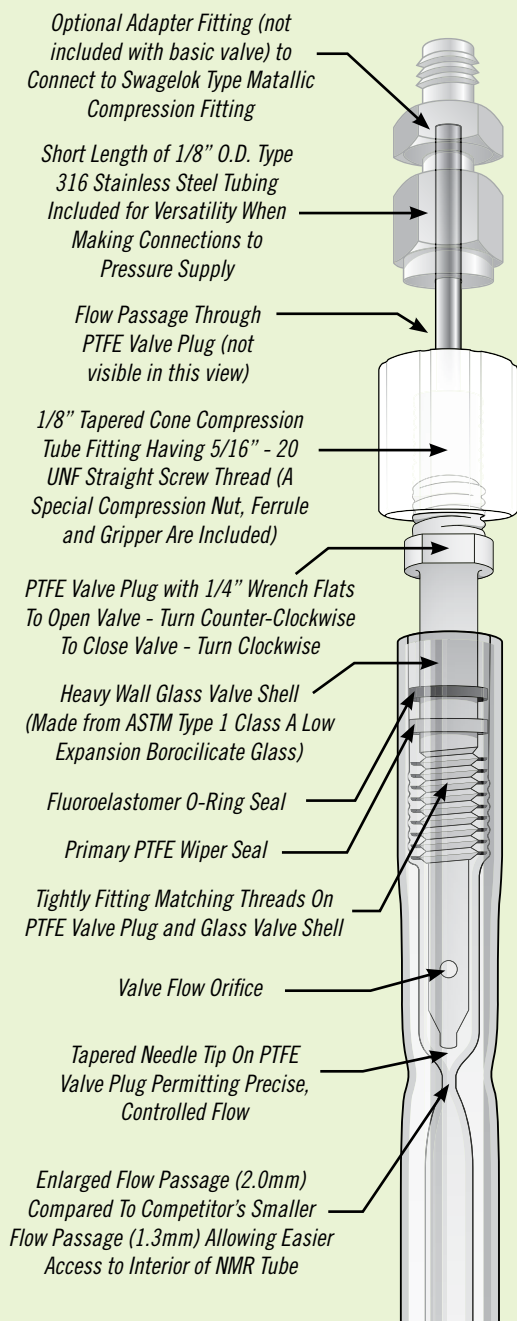 Optional Adapter Fitting (not
included with basic valve) to
Connect to Swagelok Type Matallic
Compression Fitting
Short Length of 1/8” O.D. Type
316 Stainless Steel Tubing
Included for Versatility When
Making Connections to
Pressure Supply
Flow Passage Through
PTFE Valve Plug (not
visible in this view)
1/8” Tapered Cone Compression
Tube Fitting Having 5/16” - 20
UNF Straight Screw Thread (A
Special Compression Nut, Ferrule
and Gripper Are Included)
PTFE Valve Plug with 1/4” Wrench Flats
To Open Valve - Turn Counter-Clockwise
To Close Valve - Turn Clockwise
Heavy Wall Glass Valve Shell
(Made from ASTM Type 1 Class A Low
Expansion Borocilicate Glass)
Fluoroelastomer O-Ring Seal
Primary PTFE Wiper Seal
Tightly Fitting Matching Threads On
PTFE Valve Plug and Glass Valve Shell
Valve Flow Orifice
Tapered Needle Tip On PTFE
Valve Plug Permitting Precise,
Controlled Flow
Enlarged Flow Passage (2.0mm)
Compared To Competitor’s Smaller
Flow Passage (1.3mm) Allowing Easier
Access to Interior of NMR Tube